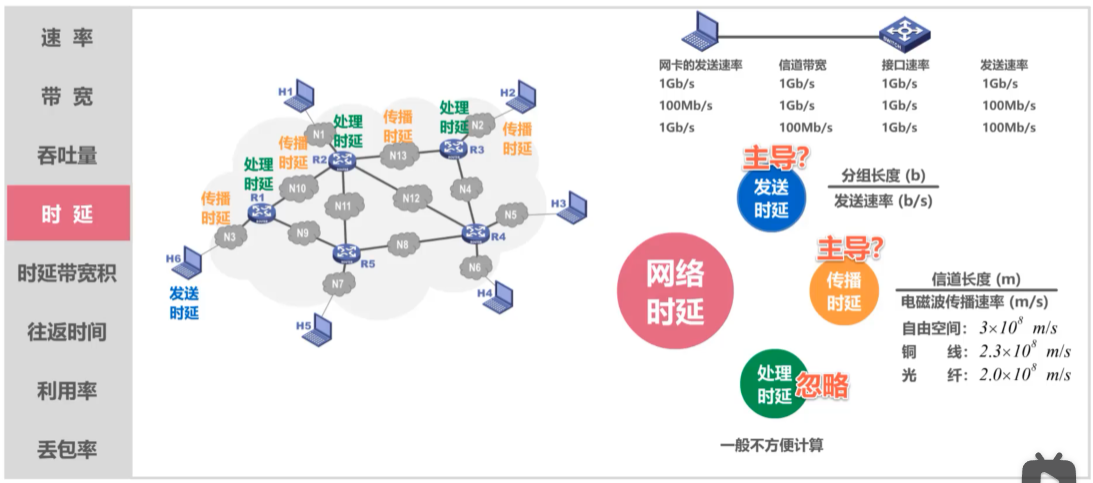 速 率
带 宽
吞吐量
时 延
时延带宽积
往返时间
利用率
丢包率
H1
H2
H3
H4
H5
H6
N1
N2
N3
N4
N5
N6
N7
N8
N9
N10
N11
N12
N13
R1
R2
R3
R4
R5
发送
时延
传播
时延
处理
时延
传播
时延
处理
时延
传播
时延
处理
时延
传播
时延
SWITCH
网卡的发送速率 信道带宽 接口速率 发送速率
1Gb/s 1Gb/s 1Gb/s 1Gb/s
100Mb/s 1Gb/s 1Gb/s 100Mb/s
1Gb/s 100Mb/s 1Gb/s 100Mb/s
主导?
发送
时延
分组长度 (b)
发送速率 (b/s)
网络
时延
主导?
传播
时延
信道长度 (m)
电磁波传播速率 (m/s)
自由空间: 3×10⁸ m/s
铜 线: 2.3×10⁸ m/s
光 纤: 2.0×10⁸ m/s
处理
时延
忽略
一般不方便计算